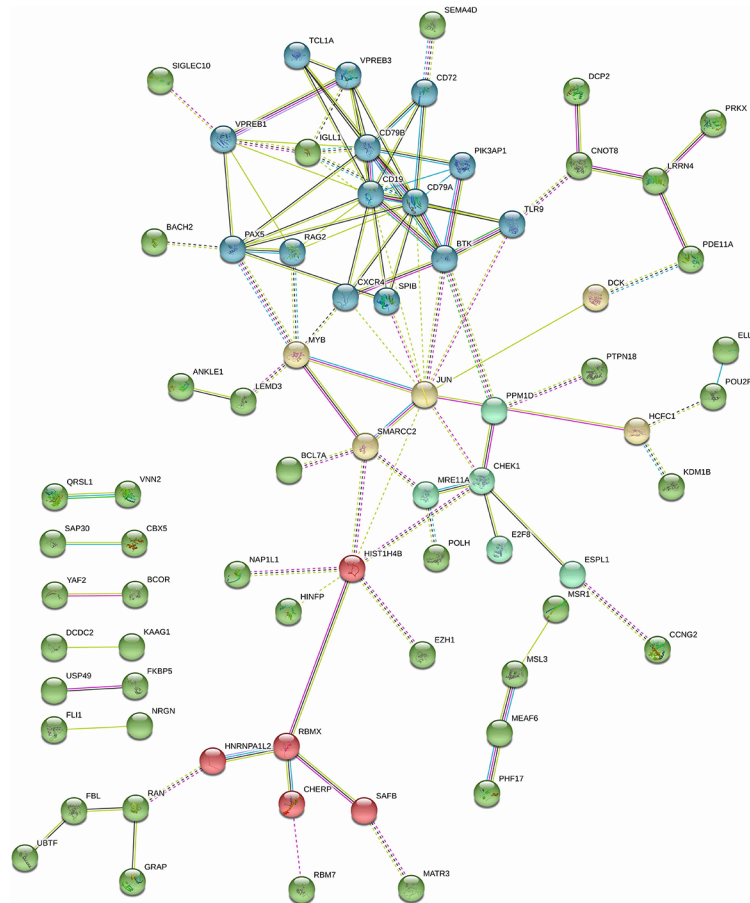 SEMA4D
TCL1A
VPREB3
SIGLEC10
CD72
DCP2
VPREB1
IGLL1
CD79B
PRKX
PIK3AP1
CNOT8
CD19
CD79A
LRRN4
TLR9
BACH2
PAX5
RAG2
BTK
PDE11A
CXCR4
SPIB
DCK
MYB
ELL
ANKLE1
LEMD3
JUN
PTPN18
POU2F
PPM1D
HCFC1
SMARCC2
BCL7A
CHEK1
KDM1B
QRSL1
VNN2
MRE11A
SAP30
CBX5
POLH
E2F8
NAP1L1
HIST1H4B
ESPL1
YAF2
BCOR
HINFP
MSR1
DCDC2
KAAG1
EZH1
CCNG2
USP49
FKBP5
MSL3
FLI1
NRGN
MEAF6
RBMX
HNRNPA1L2
PHF17
CHERP
SAFB
FBL
RAN
UBTF
GRAP
RBM7
MATR3